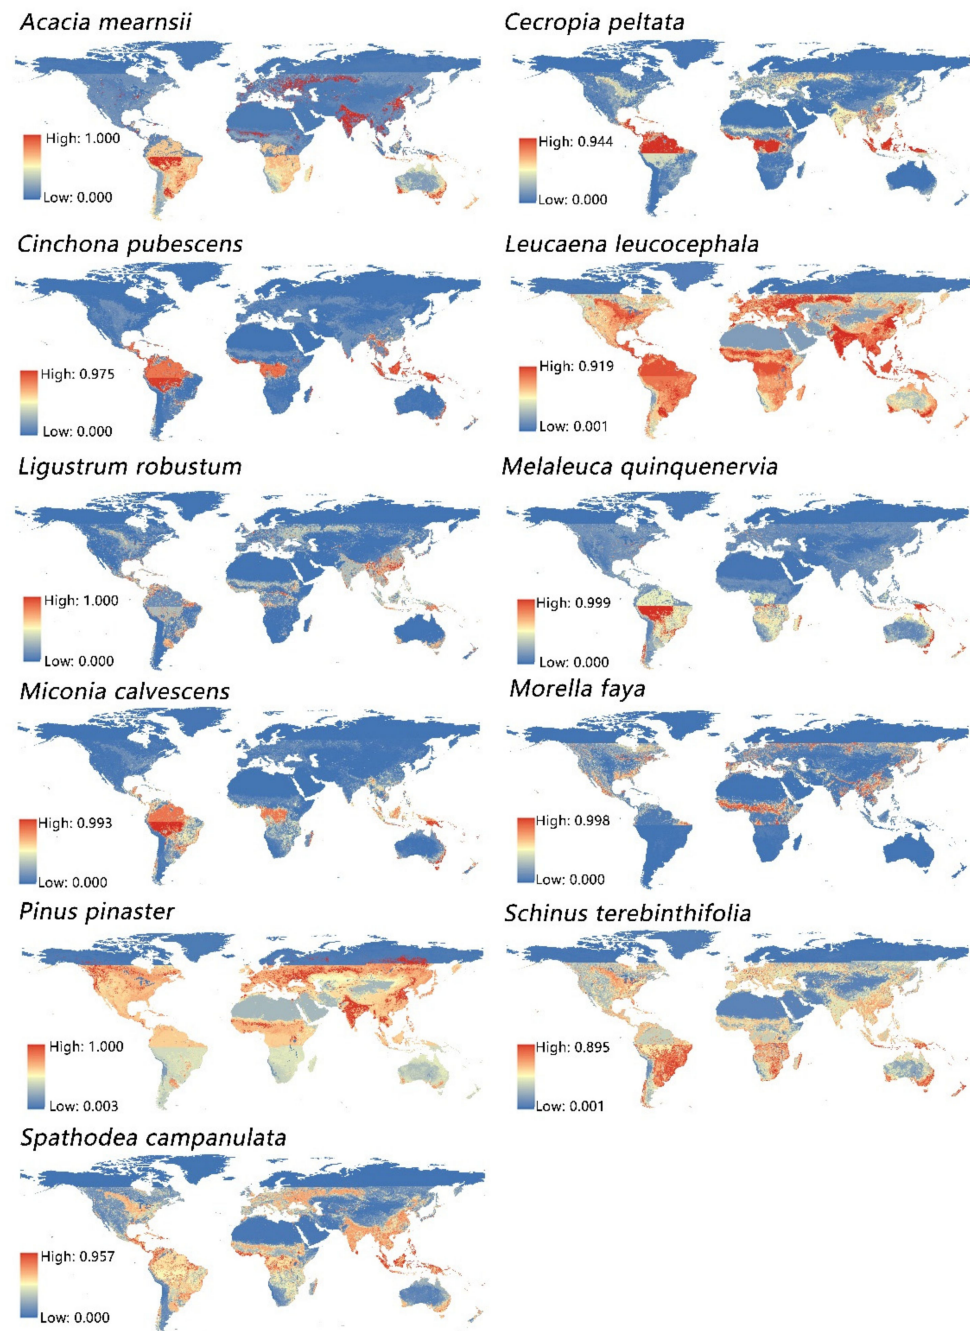 Acacia mearnsii
High: 1.000
Low: 0.000
Cecropia peltata
High: 0.944
Low: 0.000
Cinchona pubescens
High: 0.975
Low: 0.000
Leucaena leucocephala
High: 0.919
Low: 0.001
Ligustrum robustum
High: 1.000
Low: 0.000
Melaleuca quinquenervia
High: 0.999
Low: 0.000
Miconia calvescens
High: 0.993
Low: 0.000
Morella faya
High: 0.998
Low: 0.000
Pinus pinaster
High: 1.000
Low: 0.003
Schinus terebinthifolia
High: 0.895
Low: 0.001
Spathodea campanulata
High: 0.957
Low: 0.000